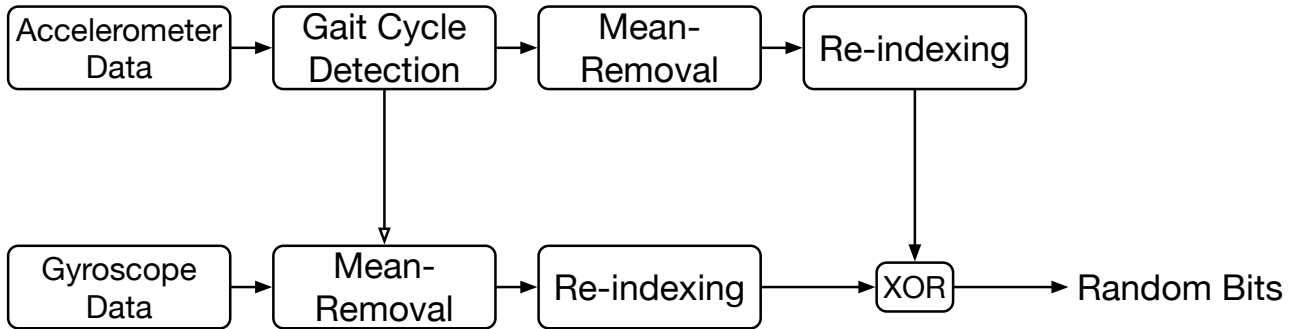 Accelerometer
Data
Gait Cycle
Detection
Mean-
Removal
Re-indexing
Gyroscope
Data
Mean-
Removal
Re-indexing
XOR
Random Bits